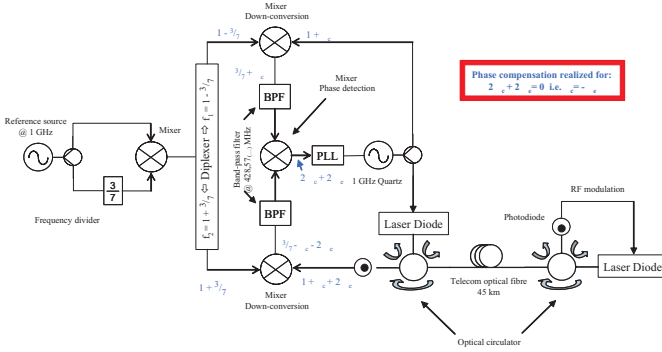 Mixer
Down-conversion
1 - 3/7
1 + c
3/7 + c
Phase compensation realized for:
2 c + 2 c = 0 i.e. c = - c
BPF
Mixer
Phase detection
Reference source
@ 1 GHz
Mixer
f2 = 1 + 3/7 ⇦ Diplexer ⇨ f1 = 1 - 3/7
Band-pass filter
@ 428,57… MHz
PLL
2 c + 2 c
1 GHz Quartz
3
7
Frequency divider
BPF
Laser Diode
Photodiode
RF modulation
3/7 - c - 2 c
1 + 3/7
1 + c + 2 c
Mixer
Down-conversion
Telecom optical fibre
45 km
Laser Diode
Optical circulator